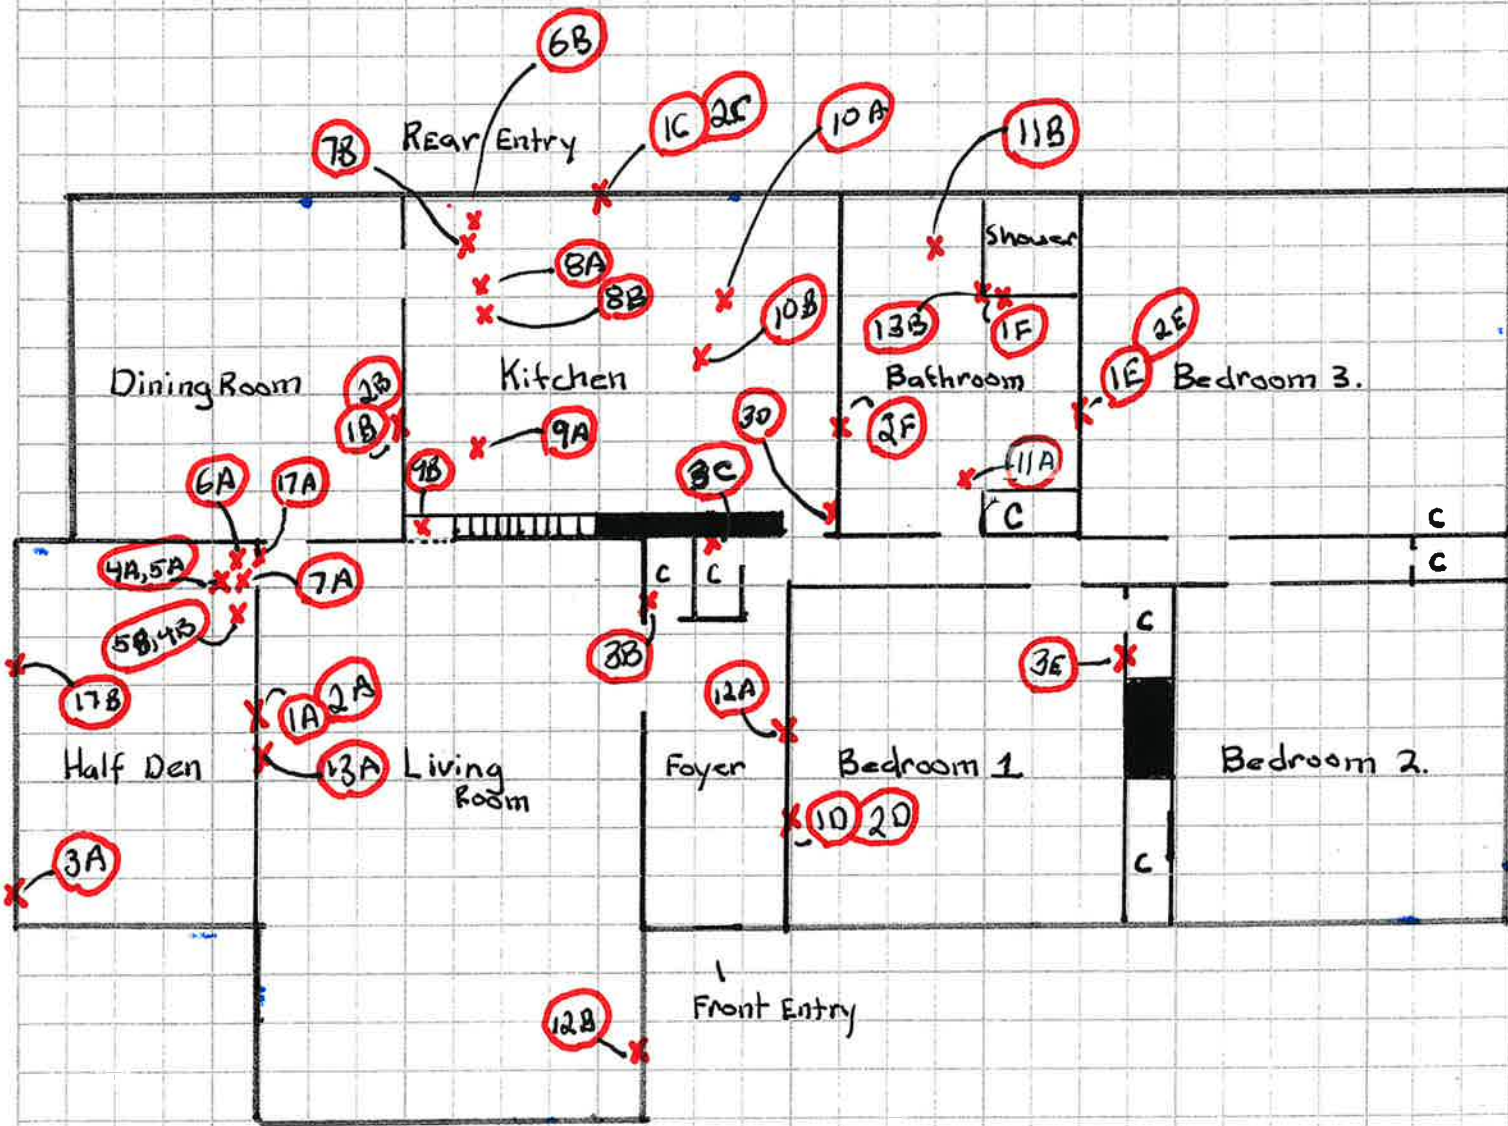 6B
1C 2C
10A
11B
7B
REar Entry
Shower
8A
8B
10B
13B
1F
2E
1E
Dining Room
2B
Kitchen
Bathroom
Bedroom 3.
1B
9A
3D
2F
9B
3C
11A
6A
17A
C
C
C
4A, 5A
7A
C
C
5B, 4B
C
3B
3E
17B
1A 2A
12A
Half Den
13A
Living
Room
Foyer
Bedroom 1
Bedroom 2.
1D 2D
3A
C
12B
Front Entry